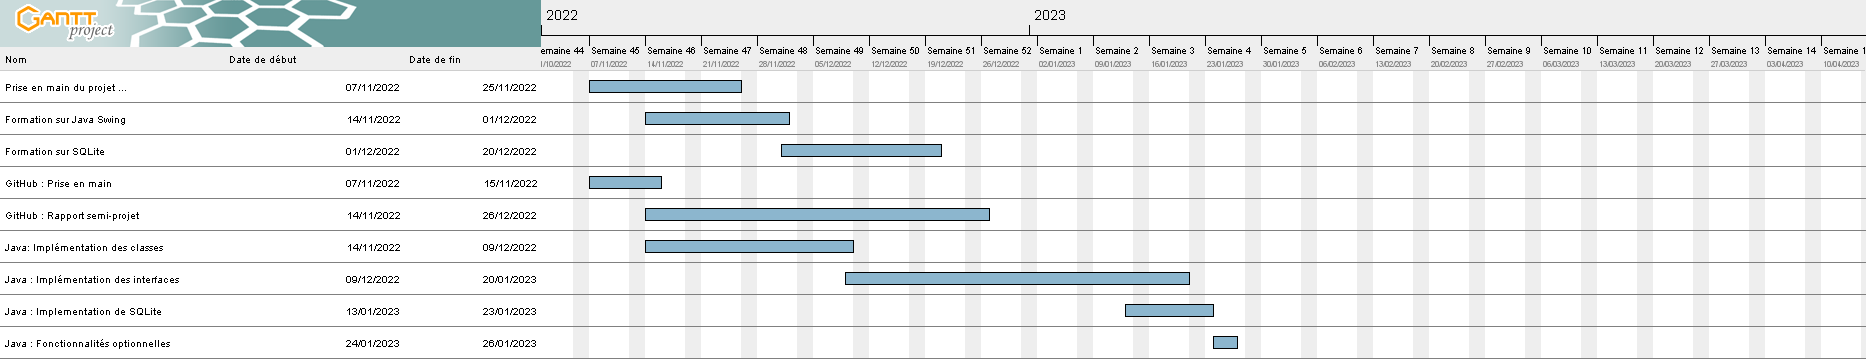 GANTT
project
2022 2023
emaine 44 Semaine 45 Semaine 46 Semaine 47 Semaine 48 Semaine 49 Semaine 50 Semaine 51 Semaine 52 Semaine 1 Semaine 2 Semaine 3 Semaine 4 Semaine 5 Semaine 6 Semaine 7 Semaine 8 Semaine 9 Semaine 10 Semaine 11 Semaine 12 Semaine 13 Semaine 14 Semaine 1
Nom Date de début Date de fin
/10/2022 07/11/2022 14/11/2022 21/11/2022 28/11/2022 05/12/2022 12/12/2022 19/12/2022 26/12/2022 02/01/2023 09/01/2023 16/01/2023 23/01/2023 30/01/2023 06/02/2023 13/02/2023 20/02/2023 27/02/2023 06/03/2023 13/03/2023 20/03/2023 27/03/2023 03/04/2023 10/04/2023
Prise en main du projet ... 07/11/2022 25/11/2022
Formation sur Java Swing 14/11/2022 01/12/2022
Formation sur SQLite 01/12/2022 20/12/2022
GitHub : Prise en main 07/11/2022 15/11/2022
GitHub : Rapport semi-projet 14/11/2022 26/12/2022
Java: Implémentation des classes 14/11/2022 09/12/2022
Java : Implémentation des interfaces 09/12/2022 20/01/2023
Java : Implementation de SQLite 13/01/2023 23/01/2023
Java : Fonctionnalités optionnelles 24/01/2023 26/01/2023